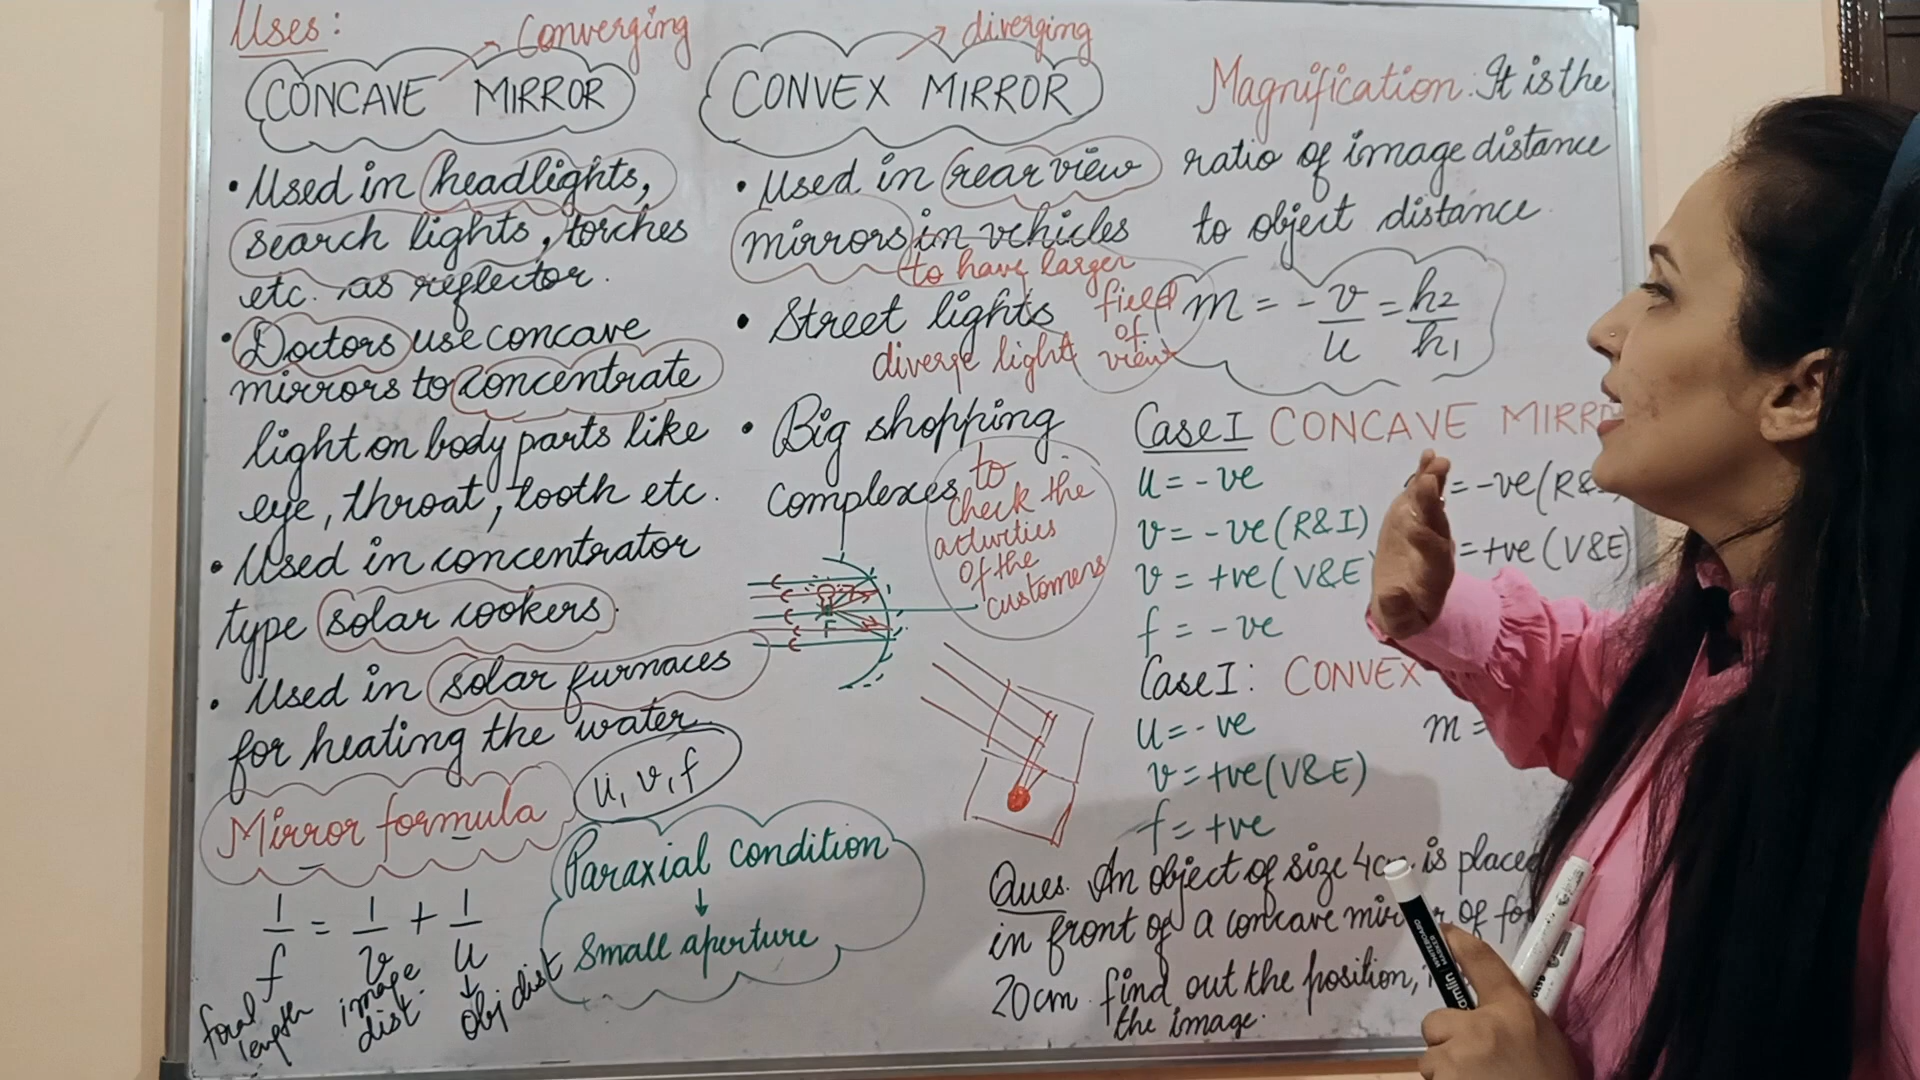 Uses:
Converging
CONCAVE MIRROR
• Used in headlights,
search lights, torches
etc. as reflector.
• Doctors use concave
mirrors to concentrate
light on body parts like
eye, throat, tooth etc.
• Used in concentrator
type solar cookers.
• Used in solar furnaces
for heating the water.
Mirror formula
u, v, f
1/f = 1/v + 1/u
focal length
image dist.
obj dist
Paraxial condition
↓
Small aperture
diverging
CONVEX MIRROR
• Used in rear view
mirrors in vehicles
to have larger
field
of
view
• Street lights
diverge light
• Big shopping
complexes
to
check the
activities
of the
customers
F
Magnification: It is the
ratio of image distance
to object distance.
m = - v/u = h2/h1
Case I CONCAVE
u = -ve
v = -ve (R&I)
v = +ve (V&E)
f = -ve
= -ve (R&
= +ve (V&E)
Case I: CONVEX
u = -ve
v = +ve (V&E)
f = +ve
m =
Ques. An object of size 4 is placed
in front of a concave of
20cm. find out the position,
the image.
WHITEBOARD
MARKER